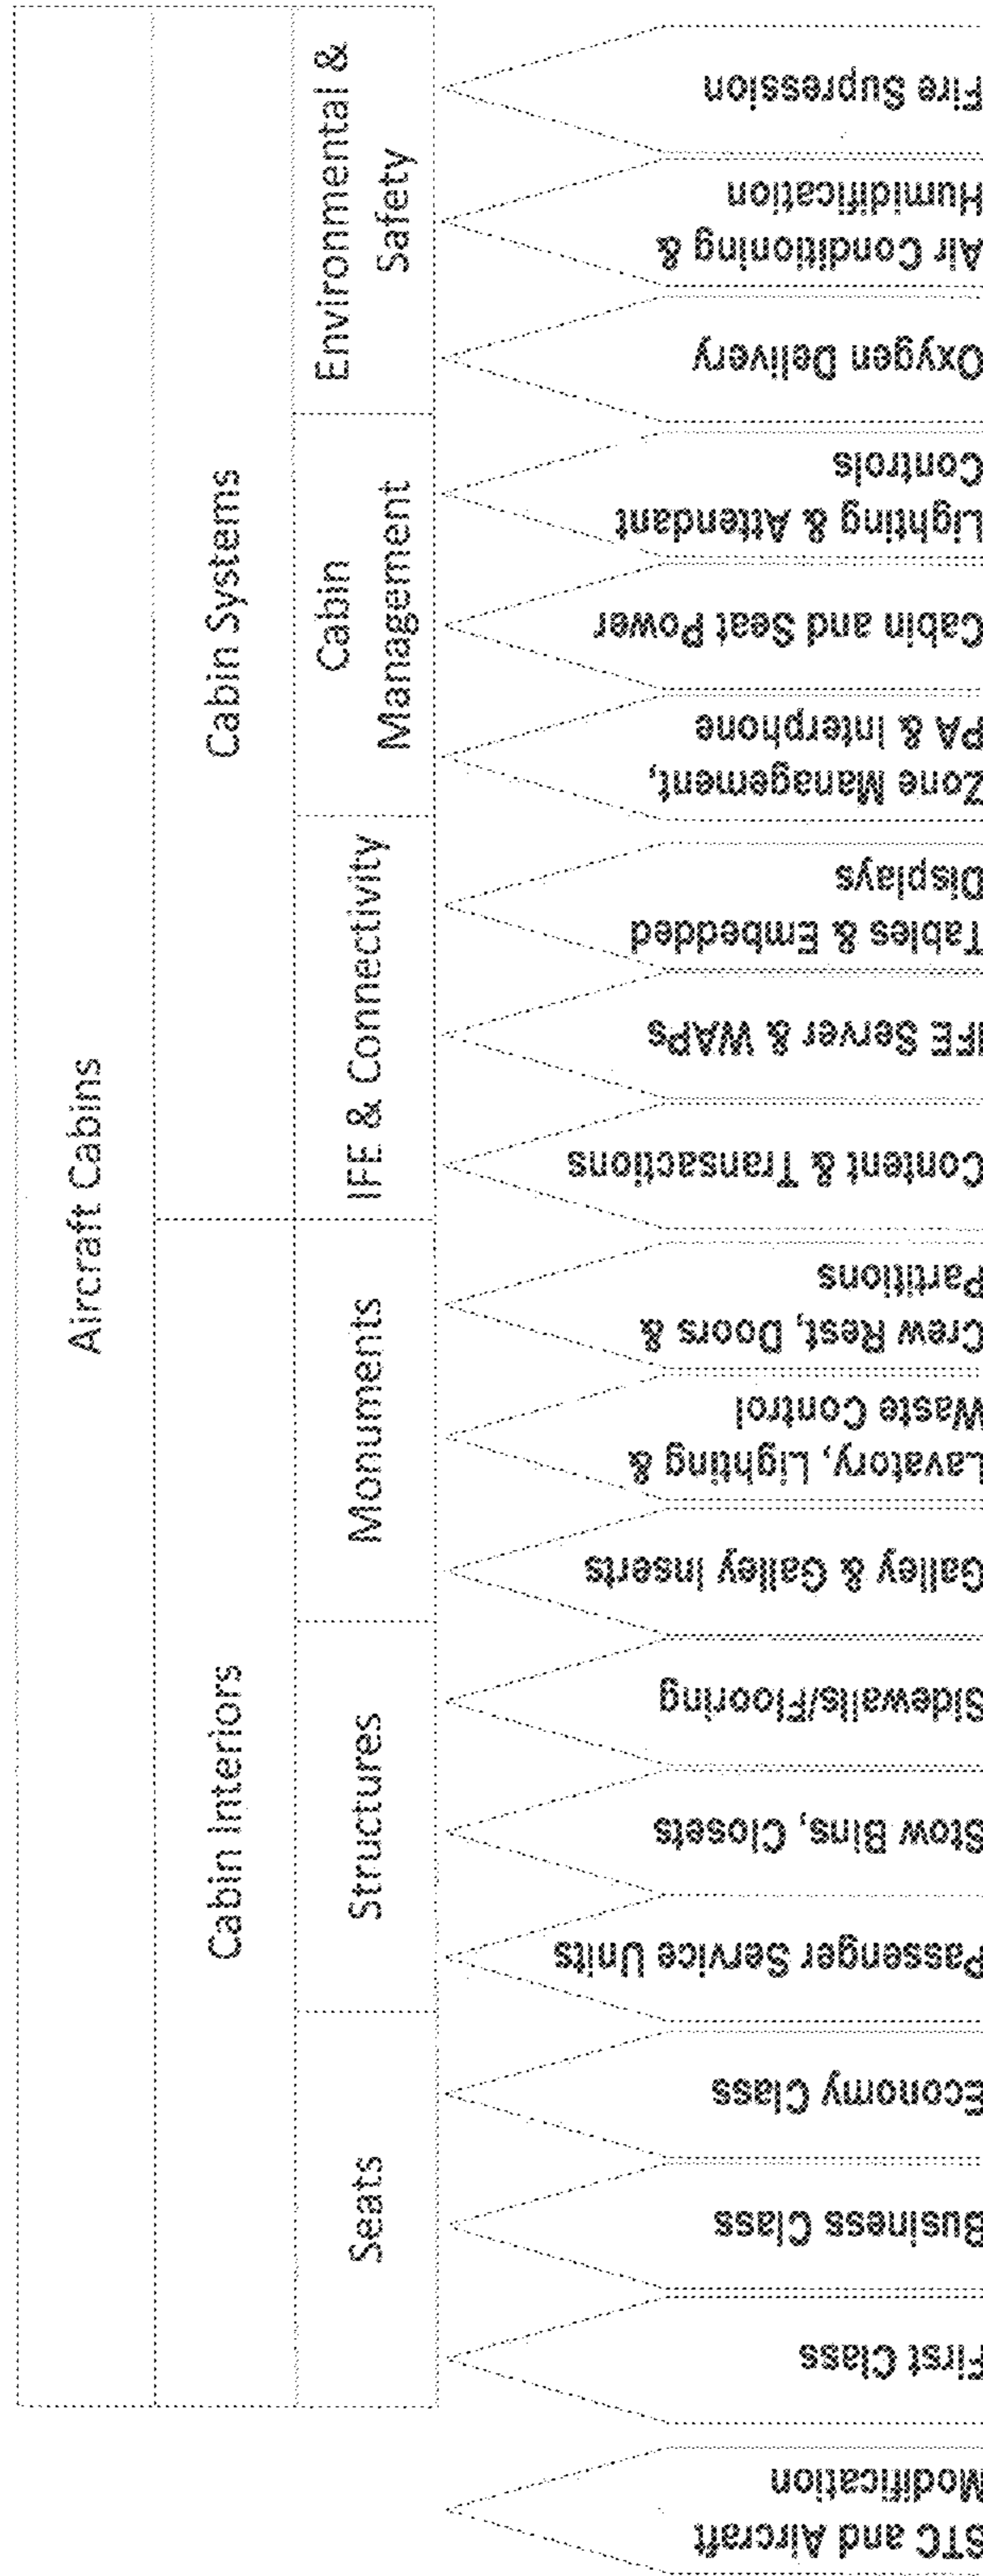 Aircraft Cabins
Cabin Interiors
Cabin Systems
Seats
Structures
Monuments
IFE & Connectivity
Cabin
Management
Environmental &
Safety
STC and Aircraft
Modification
First Class
Business Class
Economy Class
Passenger Service Units
Stow Bins, Closets
Sidewalls/Flooring
Galley & Galley Inserts
Lavatory, Lighting &
Waste Control
Crew Rest, Doors &
Partitions
Content & Transactions
IFE Server & WAPs
Tables & Embedded
Displays
Zone Management,
PA & Interphone
Cabin and Seat Power
Lighting & Attendant
Controls
Oxygen Delivery
Air Conditioning &
Humidification
Fire Supression